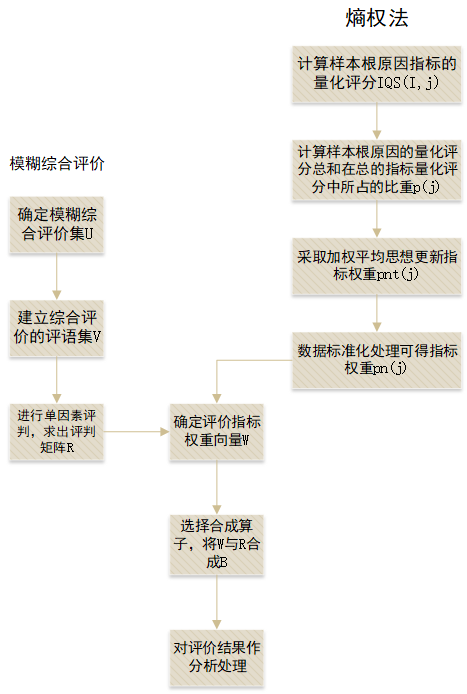 熵权法
计算样本根原因指标的
量化评分IQS(I,j)
计算样本根原因的量化评
分总和在总的指标量化评
分中所占的比重p(j)
采取加权平均思想更新指
标权重pnt(j)
数据标准化处理可得指标
权重pn(j)
模糊综合评价
确定模糊综
合评价集U
建立综合评
价的评语集V
进行单因素评
判，求出评判
矩阵R
确定评价指标
权重向量W
选择合成算
子，将W与R合
成B
对评价结果作
分析处理